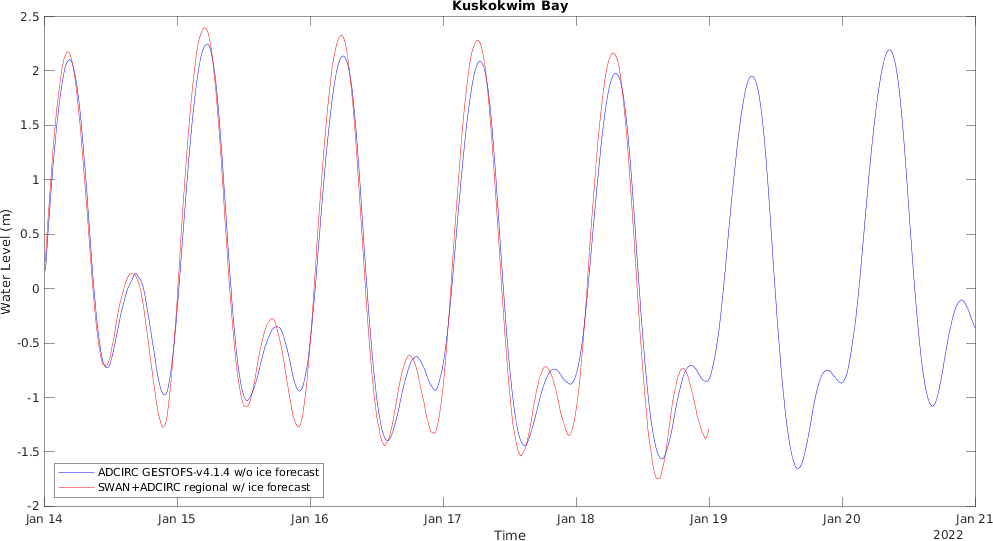 Kuskokwim Bay
Water Level (m)
2.5
2
1.5
1
0.5
0
-0.5
-1
-1.5
-2
ADCIRC GESTOFS-v4.1.4 w/o ice forecast
SWAN+ADCIRC regional w/ ice forecast
Jan 14 Jan 15 Jan 16 Jan 17 Jan 18 Jan 19 Jan 20 Jan 21
Time
2022